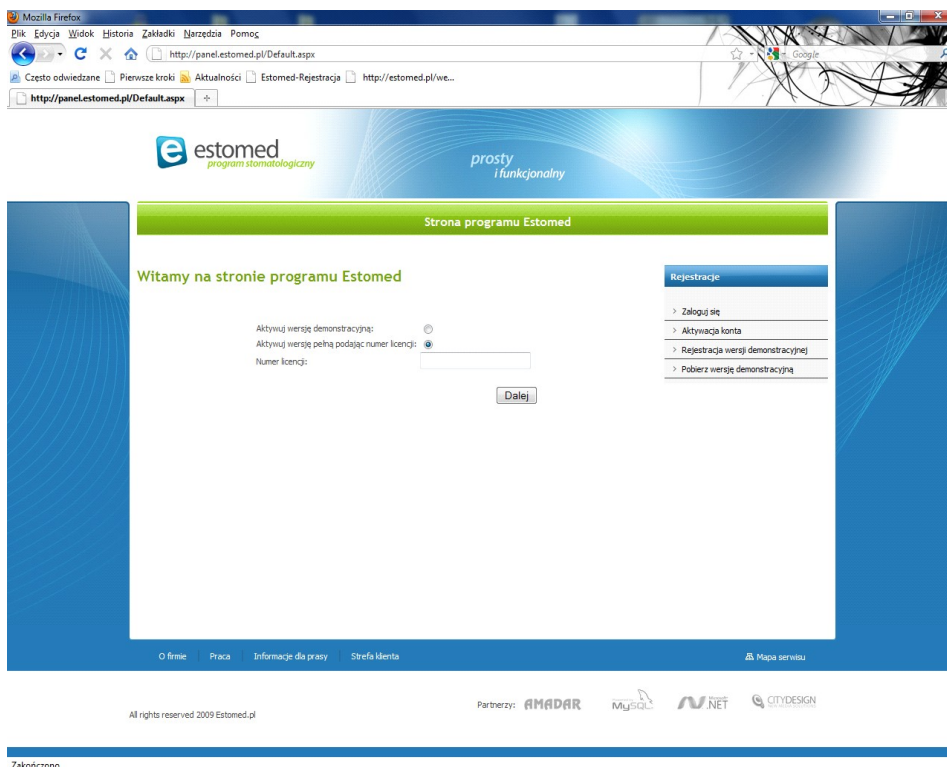 Mozilla Firefox
Plik Edycja Widok Historia Zakładki Narzędzia Pomoc
http://panel.estomed.pl/Default.aspx
Google
Często odwiedzane Pierwsze kroki Aktualności Estomed-Rejestracja http://estomed.pl/we...
http://panel.estomed.pl/Default.aspx
estomed
program stomatologiczny
prosty
i funkcjonalny
Strona programu Estomed
Witamy na stronie programu Estomed
Aktywuj wersję demonstracyjną:
Aktywuj wersję pełną podając numer licencji:
Numer licencji:
Dalej
Rejestracje
Zaloguj się
Aktywacja konta
Rejestracja wersji demonstracyjnej
Pobierz wersję demonstracyjną
O firmie Praca Informacje dla prasy Strefa klienta Mapa serwisu
All rights reserved 2009 Estomed.pl
Partnerzy: AMADAR MySQL Microsoft .NET CITYDESIGN
Zakończono